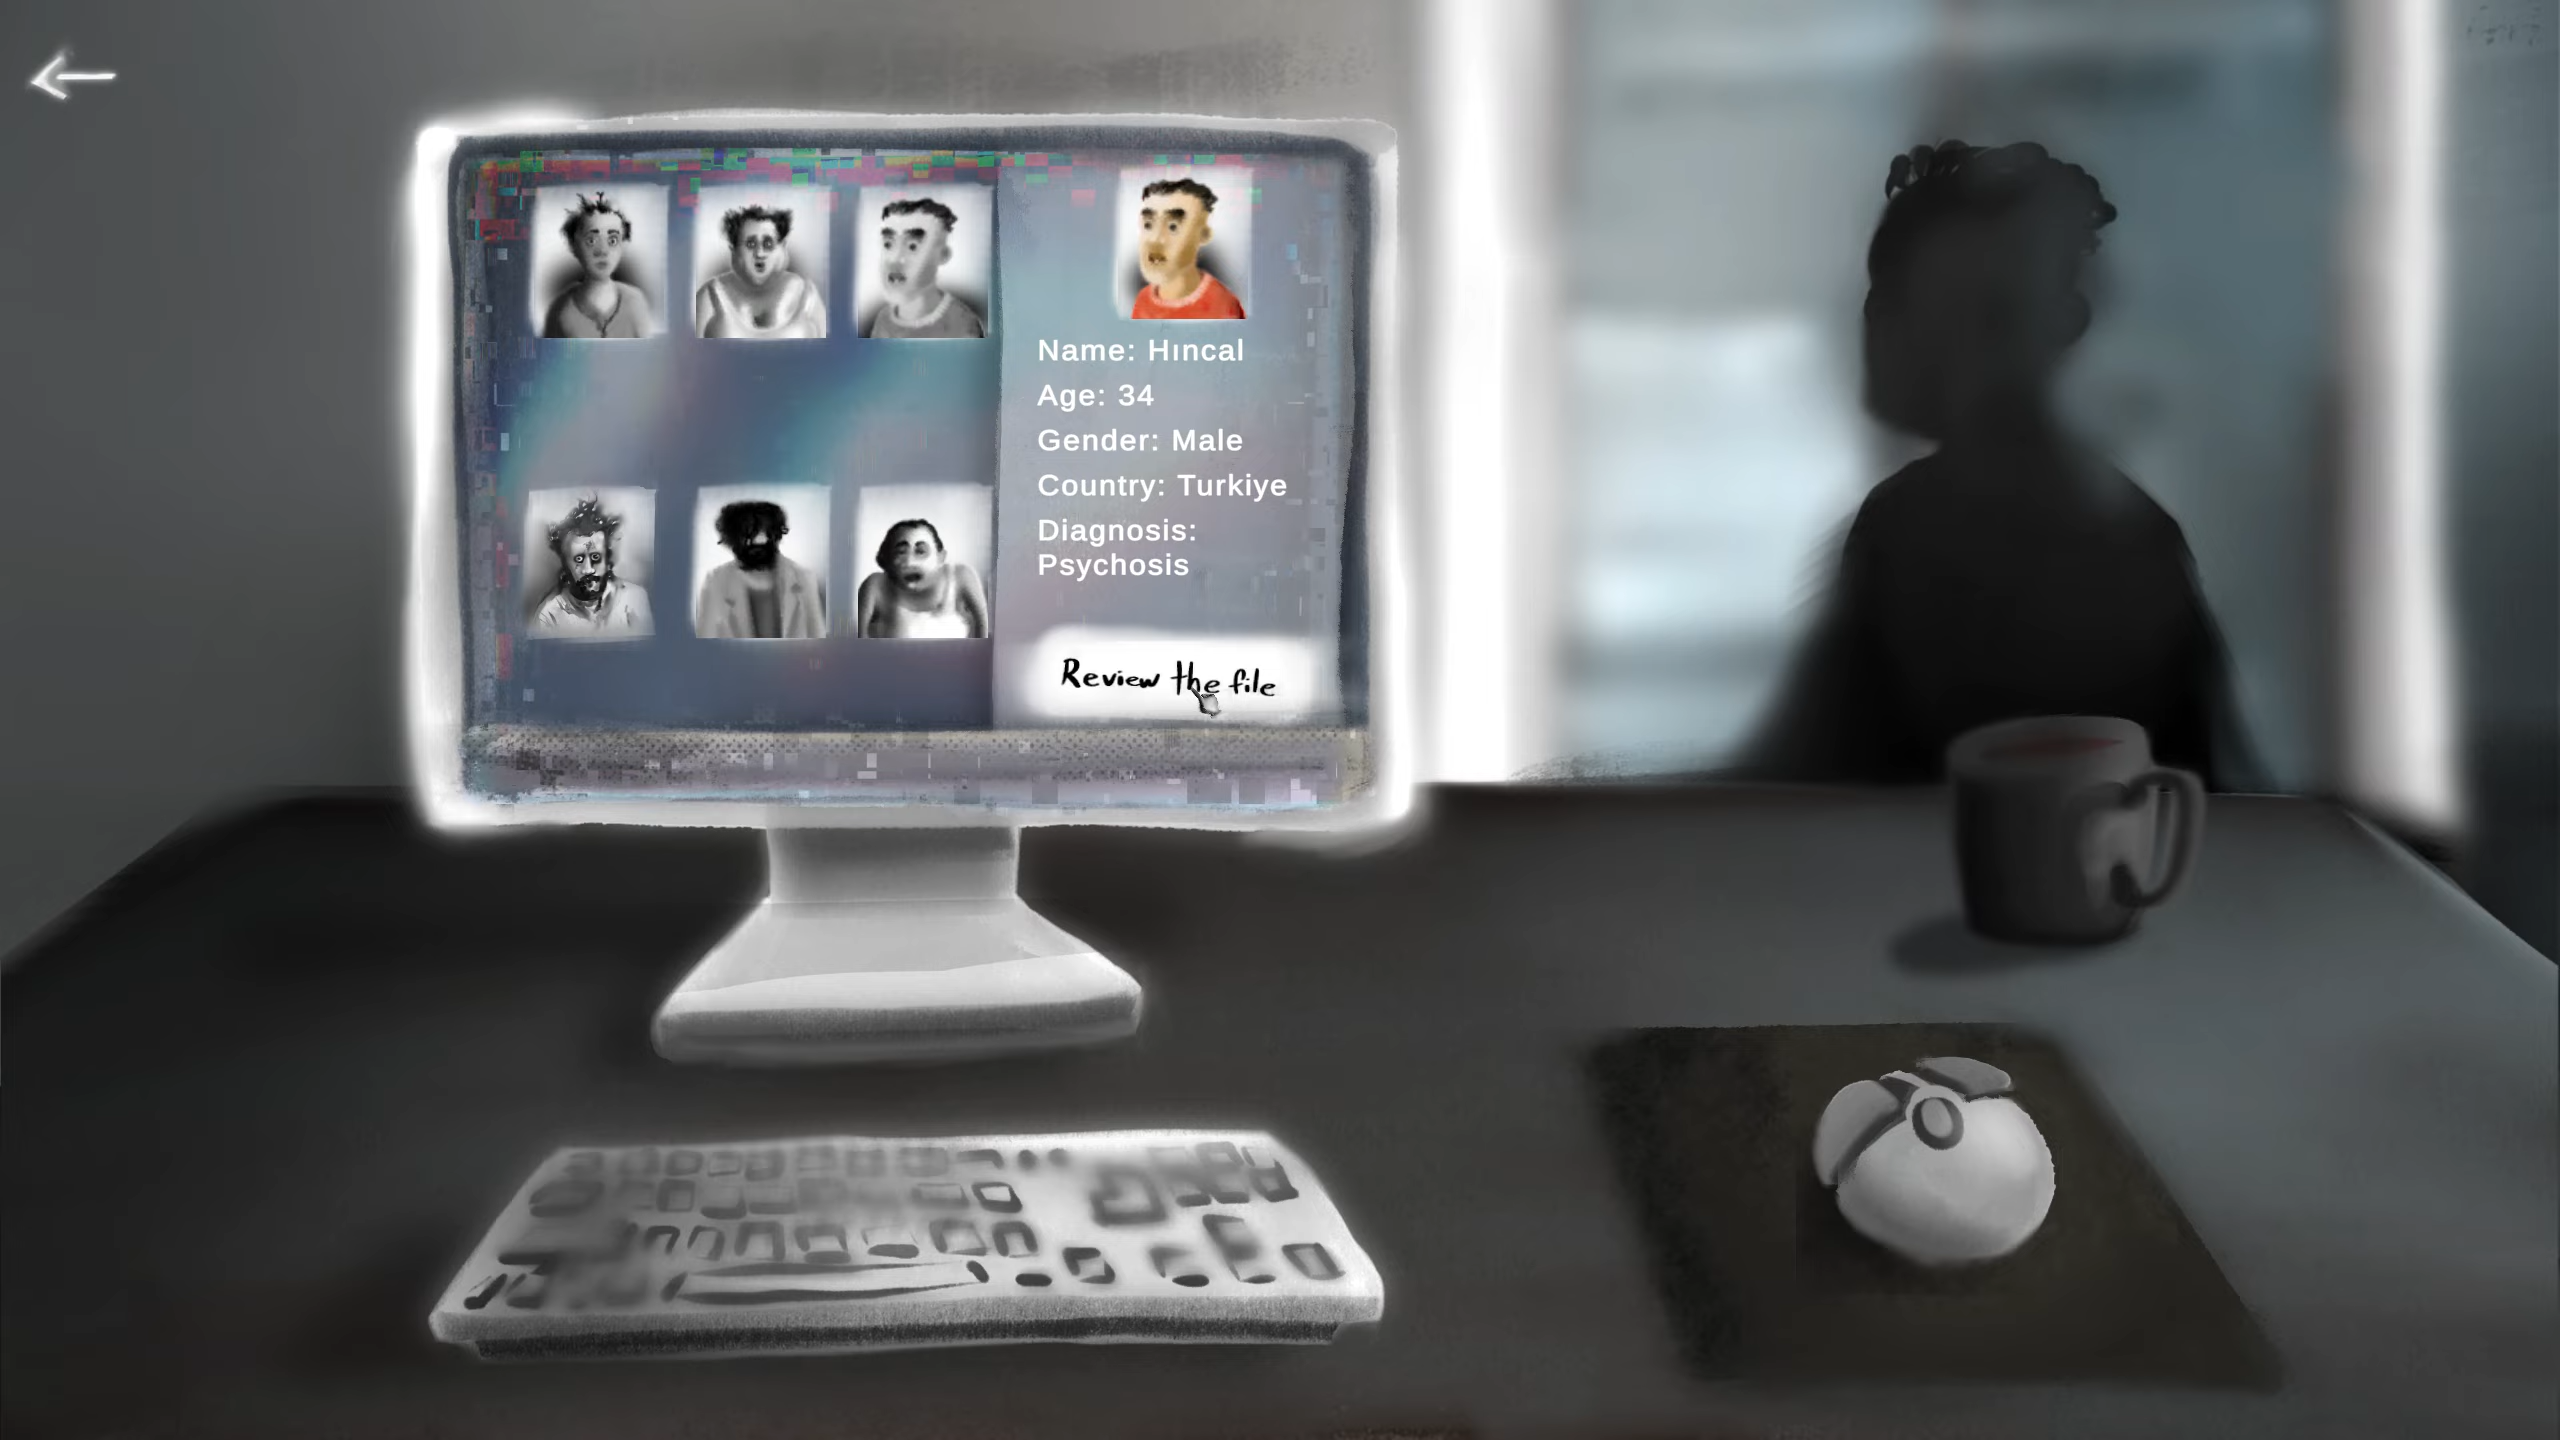 Name: Hıncal
Age: 34
Gender: Male
Country: Turkiye
Diagnosis:
Psychosis
Review the file